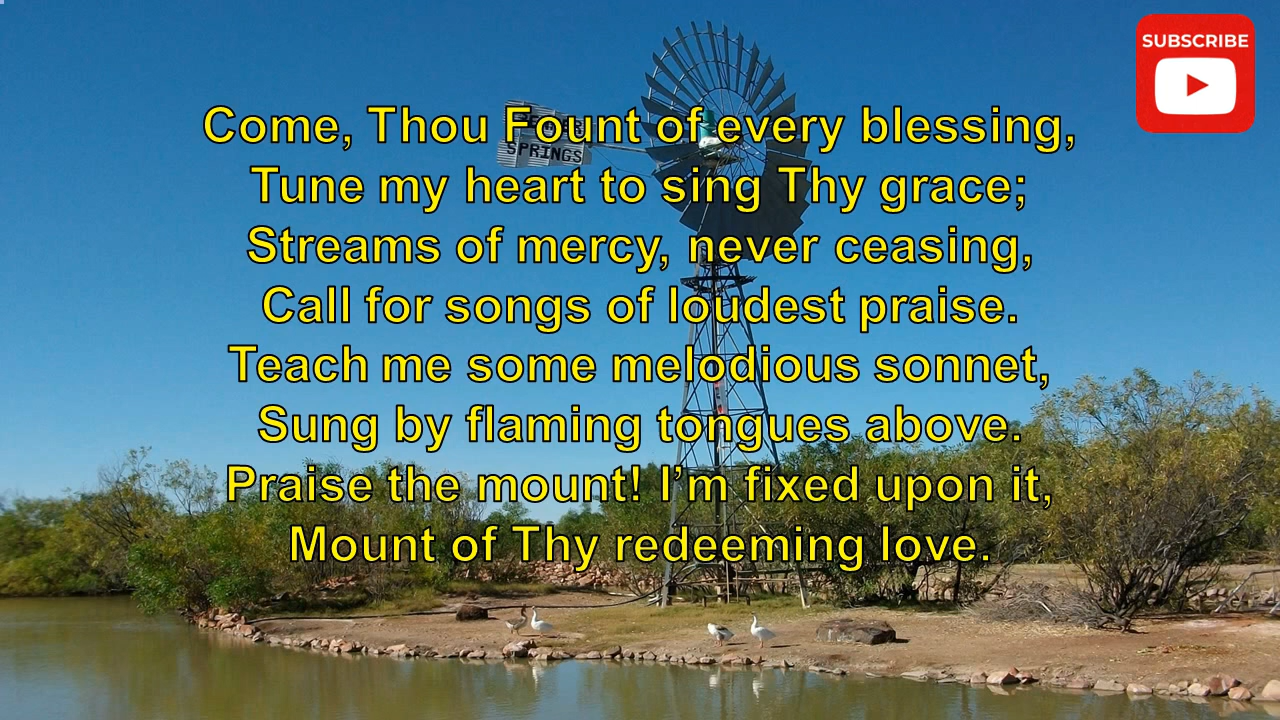 SUBSCRIBE
Come, Thou Fount of every blessing,
SPRINGS
Tune my heart to sing Thy grace;
Streams of mercy, never ceasing,
Call for songs of loudest praise.
Teach me some melodious sonnet,
Sung by flaming tongues above.
Praise the mount! I’m fixed upon it,
Mount of Thy redeeming love.